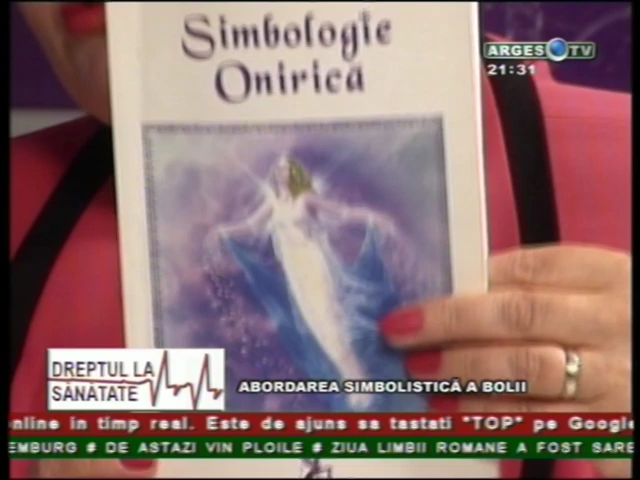 Simbologie
Onirică
ARGES TV
21:31
DREPTUL LA
SĂNĂTATE
ABORDAREA SIMBOLISTICĂ A BOLII
online in timp real. Este de ajuns sa tastati "TOP" pe Google
EMBURG # DE ASTAZI VIN PLOILE # ZIUA LIMBII ROMANE A FOST SARB